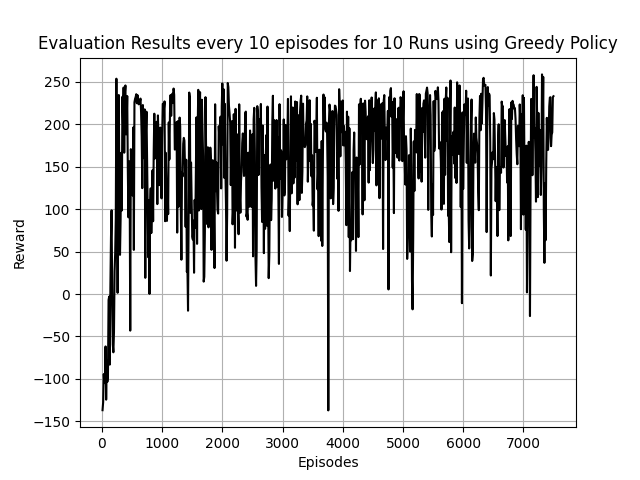 Evaluation Results every 10 episodes for 10 Runs using Greedy Policy
250
200
150
100
50
0
−50
−100
−150
Reward
0 1000 2000 3000 4000 5000 6000 7000
Episodes